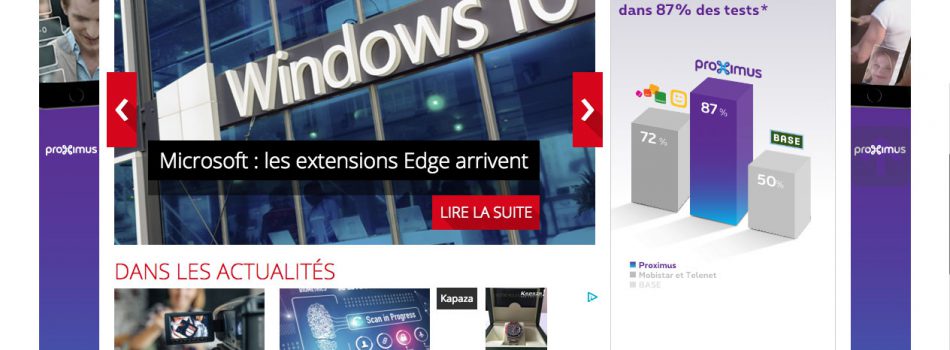 dans 87% des tests*
Windows 10
proximus
87 %
72 %
BASE
50%
proximus
proximus
Microsoft : les extensions Edge arrivent
LIRE LA SUITE
Proximus
Mobistar et Telenet
BASE
DANS LES ACTUALITÉS
Kapaza
Kapaza
Scan in Progress